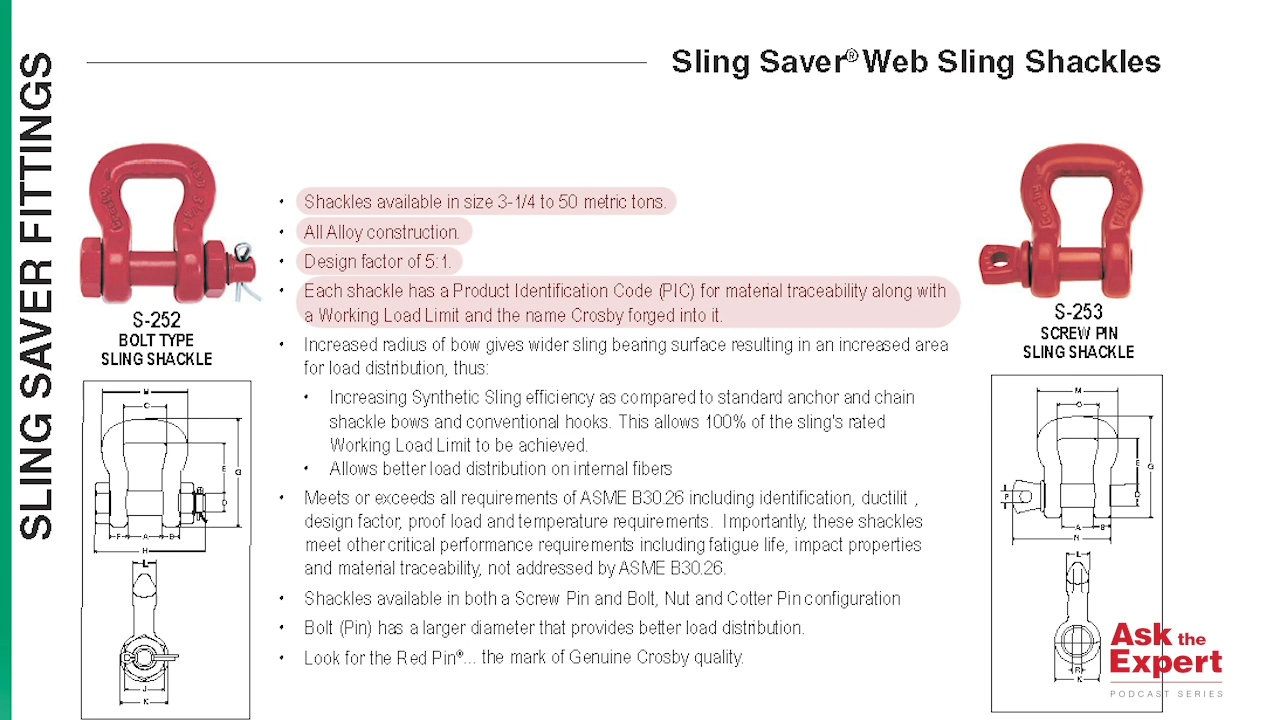 SLING SAVER FITTINGS
Sling Saver® Web Sling Shackles
• Shackles available in size 3-1/4 to 50 metric tons.
• All Alloy construction.
• Design factor of 5:1.
• Each shackle has a Product Identification Code (PIC) for material traceability along with
a Working Load Limit and the name Crosby forged into it.
• Increased radius of bow gives wider sling bearing surface resulting in an increased area
for load distribution, thus:
• Increasing Synthetic Sling efficiency as compared to standard anchor and chain
shackle bows and conventional hooks. This allows 100% of the sling's rated
Working Load Limit to be achieved.
• Allows better load distribution on internal fibers
• Meets or exceeds all requirements of ASME B30.26 including identification, ductilit ,
design factor, proof load and temperature requirements. Importantly, these shackles
meet other critical performance requirements including fatigue life, impact properties
and material traceability, not addressed by ASME B30.26.
• Shackles available in both a Screw Pin and Bolt, Nut and Cotter Pin configuration
• Bolt (Pin) has a larger diameter that provides better load distribution.
• Look for the Red Pin®... the mark of Genuine Crosby quality.
S-252
BOLT TYPE
SLING SHACKLE
M
C
E
G
D
F A B
H
L
J
K
S-253
SCREW PIN
SLING SHACKLE
M
E
G
P
D
A B
N
L
R
K
Ask the
Expert
PODCAST SERIES